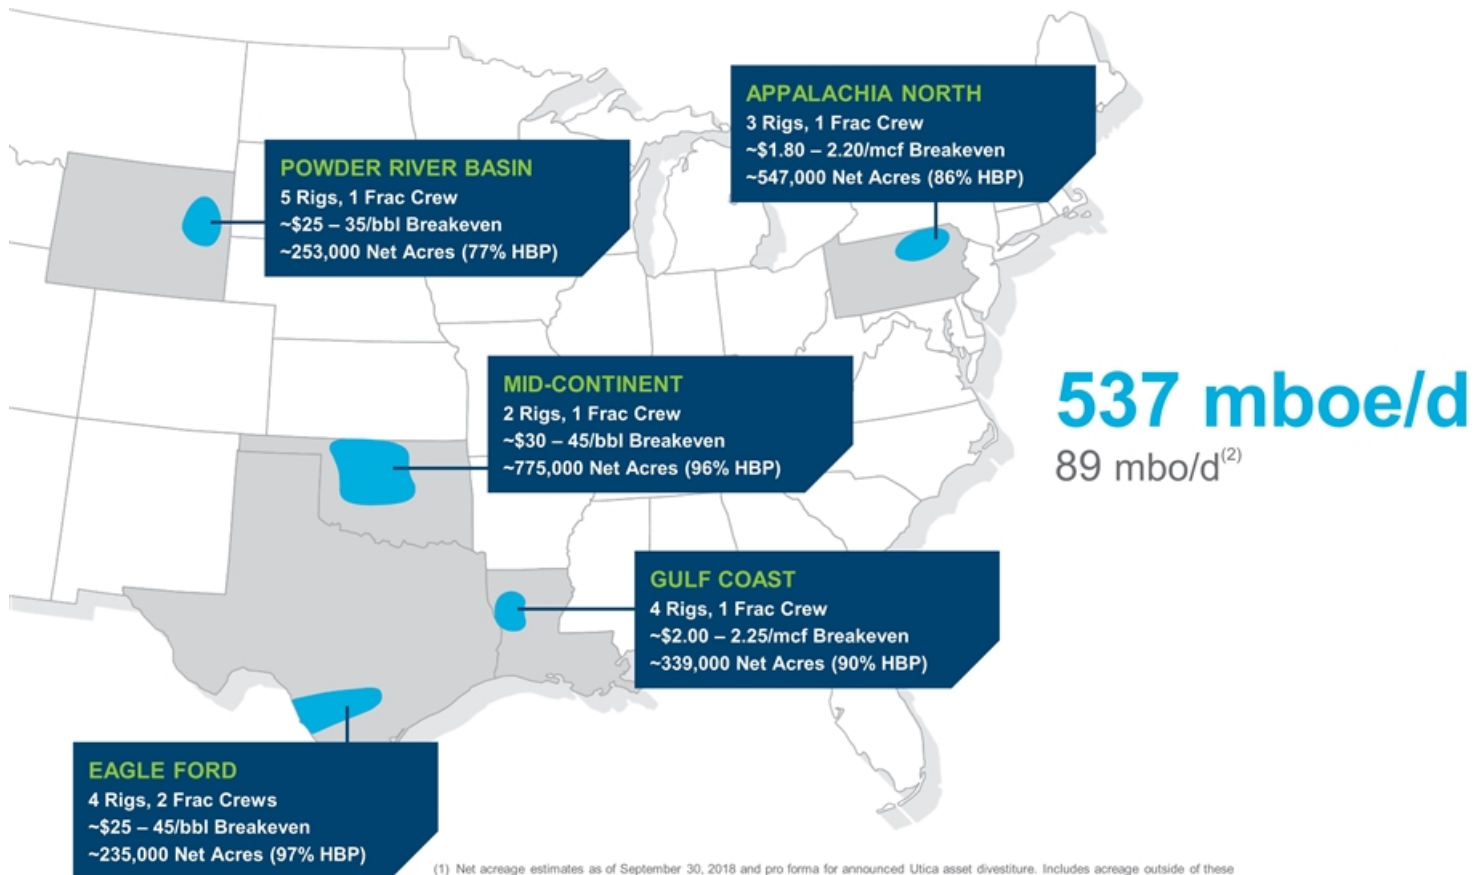 APPALACHIA NORTH
3 Rigs, 1 Frac Crew
~$1.80 – 2.20/mcf Breakeven
~547,000 Net Acres (86% HBP)
POWDER RIVER BASIN
5 Rigs, 1 Frac Crew
~$25 – 35/bbl Breakeven
~253,000 Net Acres (77% HBP)
MID-CONTINENT
2 Rigs, 1 Frac Crew
~$30 – 45/bbl Breakeven
~775,000 Net Acres (96% HBP)
537 mboe/d
89 mbo/d(2)
GULF COAST
4 Rigs, 1 Frac Crew
~$2.00 – 2.25/mcf Breakeven
~339,000 Net Acres (90% HBP)
EAGLE FORD
4 Rigs, 2 Frac Crews
~$25 – 45/bbl Breakeven
~235,000 Net Acres (97% HBP)
(1) Net acreage estimates as of September 30, 2018 and pro forma for announced Utica asset divestiture. Includes acreage outside of these